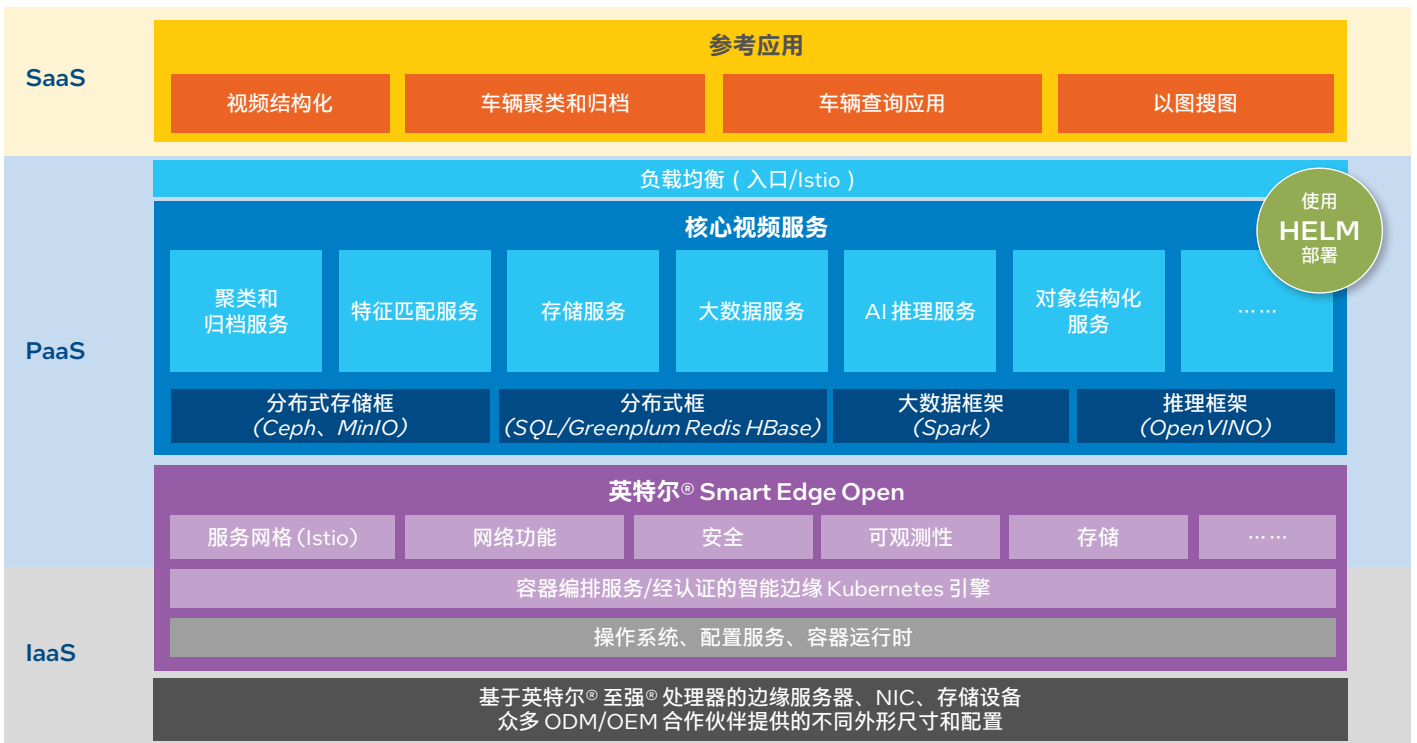 SaaS
参考应用
视频结构化
车辆聚类和归档
车辆查询应用
以图搜图
PaaS
负载均衡（入口/Istio）
使用
HELM
部署
核心视频服务
聚类和
归档服务
特征匹配服务
存储服务
大数据服务
AI 推理服务
对象结构化
服务
……
分布式存储框
(Ceph、MinIO)
分布式框
(SQL/Greenplum Redis HBase)
大数据框架
(Spark)
推理框架
(OpenVINO)
英特尔® Smart Edge Open
服务网格 (Istio)
网络功能
安全
可观测性
存储
……
IaaS
容器编排服务/经认证的智能边缘 Kubernetes 引擎
操作系统、配置服务、容器运行时
基于英特尔® 至强® 处理器的边缘服务器、NIC、存储设备
众多 ODM/OEM 合作伙伴提供的不同外形尺寸和配置